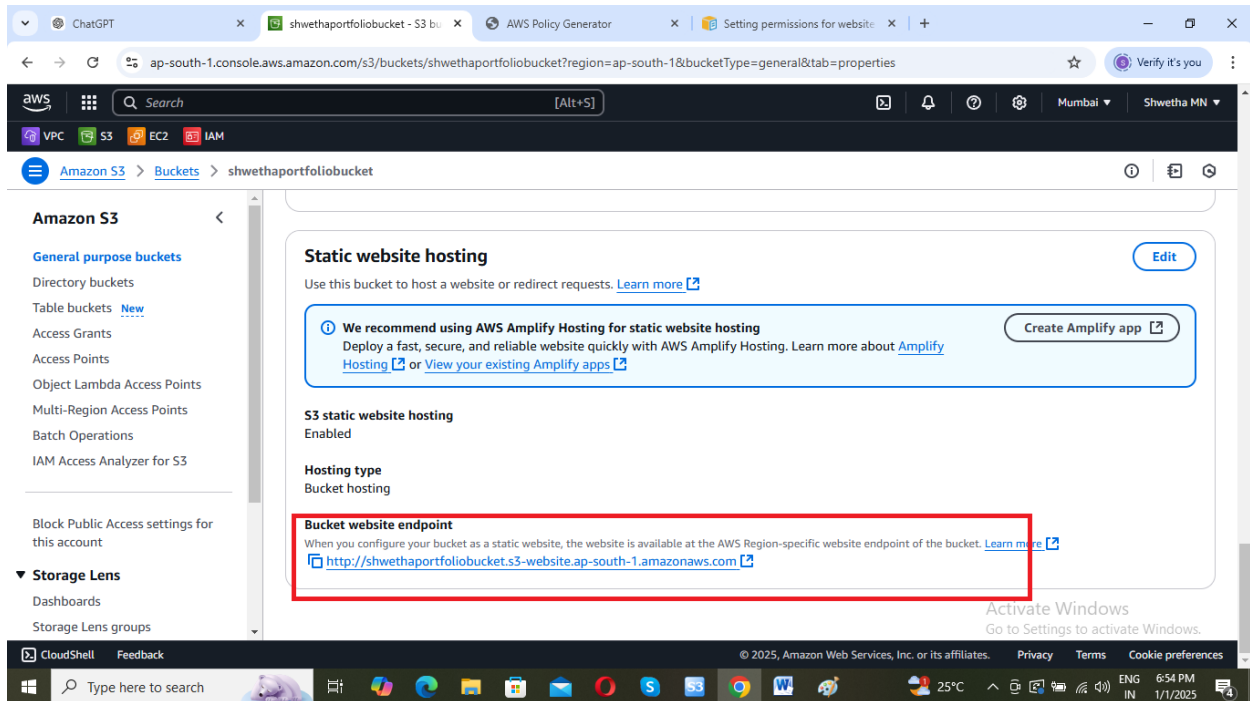 ChatGPT
shwethaportfoliobucket - S3 bu
AWS Policy Generator
Setting permissions for website
ap-south-1.console.aws.amazon.com/s3/buckets/shwethaportfoliobucket?region=ap-south-1&bucketType=general&tab=properties
Verify it's you
aws
Search
[Alt+S]
Mumbai
Shwetha MN
VPC
S3
EC2
IAM
Amazon S3 > Buckets > shwethaportfoliobucket
Amazon S3
General purpose buckets
Directory buckets
Table buckets New
Access Grants
Access Points
Object Lambda Access Points
Multi-Region Access Points
Batch Operations
IAM Access Analyzer for S3
Block Public Access settings for
this account
Storage Lens
Dashboards
Storage Lens groups
Static website hosting
Edit
Use this bucket to host a website or redirect requests. Learn more
We recommend using AWS Amplify Hosting for static website hosting
Create Amplify app
Deploy a fast, secure, and reliable website quickly with AWS Amplify Hosting. Learn more about Amplify
Hosting or View your existing Amplify apps
S3 static website hosting
Enabled
Hosting type
Bucket hosting
Bucket website endpoint
When you configure your bucket as a static website, the website is available at the AWS Region-specific website endpoint of the bucket. Learn more
http://shwethaportfoliobucket.s3-website.ap-south-1.amazonaws.com
Activate Windows
Go to Settings to activate Windows.
CloudShell
Feedback
© 2025, Amazon Web Services, Inc. or its affiliates.
Privacy
Terms
Cookie preferences
Type here to search
S3
25°C
ENG
IN
6:54 PM
1/1/2025
4